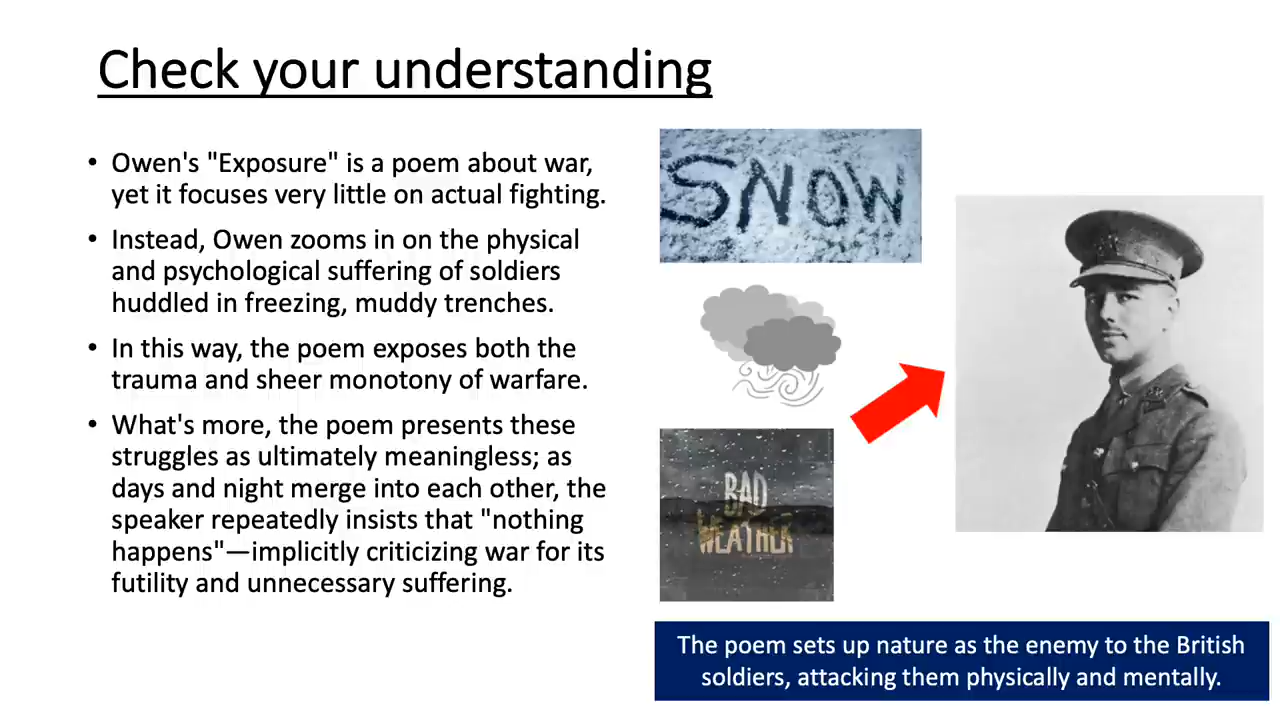 Check your understanding
• Owen's "Exposure" is a poem about war,
yet it focuses very little on actual fighting.
• Instead, Owen zooms in on the physical
and psychological suffering of soldiers
huddled in freezing, muddy trenches.
• In this way, the poem exposes both the
trauma and sheer monotony of warfare.
• What's more, the poem presents these
struggles as ultimately meaningless; as
days and night merge into each other, the
speaker repeatedly insists that "nothing
happens"—implicitly criticizing war for its
futility and unnecessary suffering.
SNOW
BAD
WEATHER
The poem sets up nature as the enemy to the British
soldiers, attacking them physically and mentally.